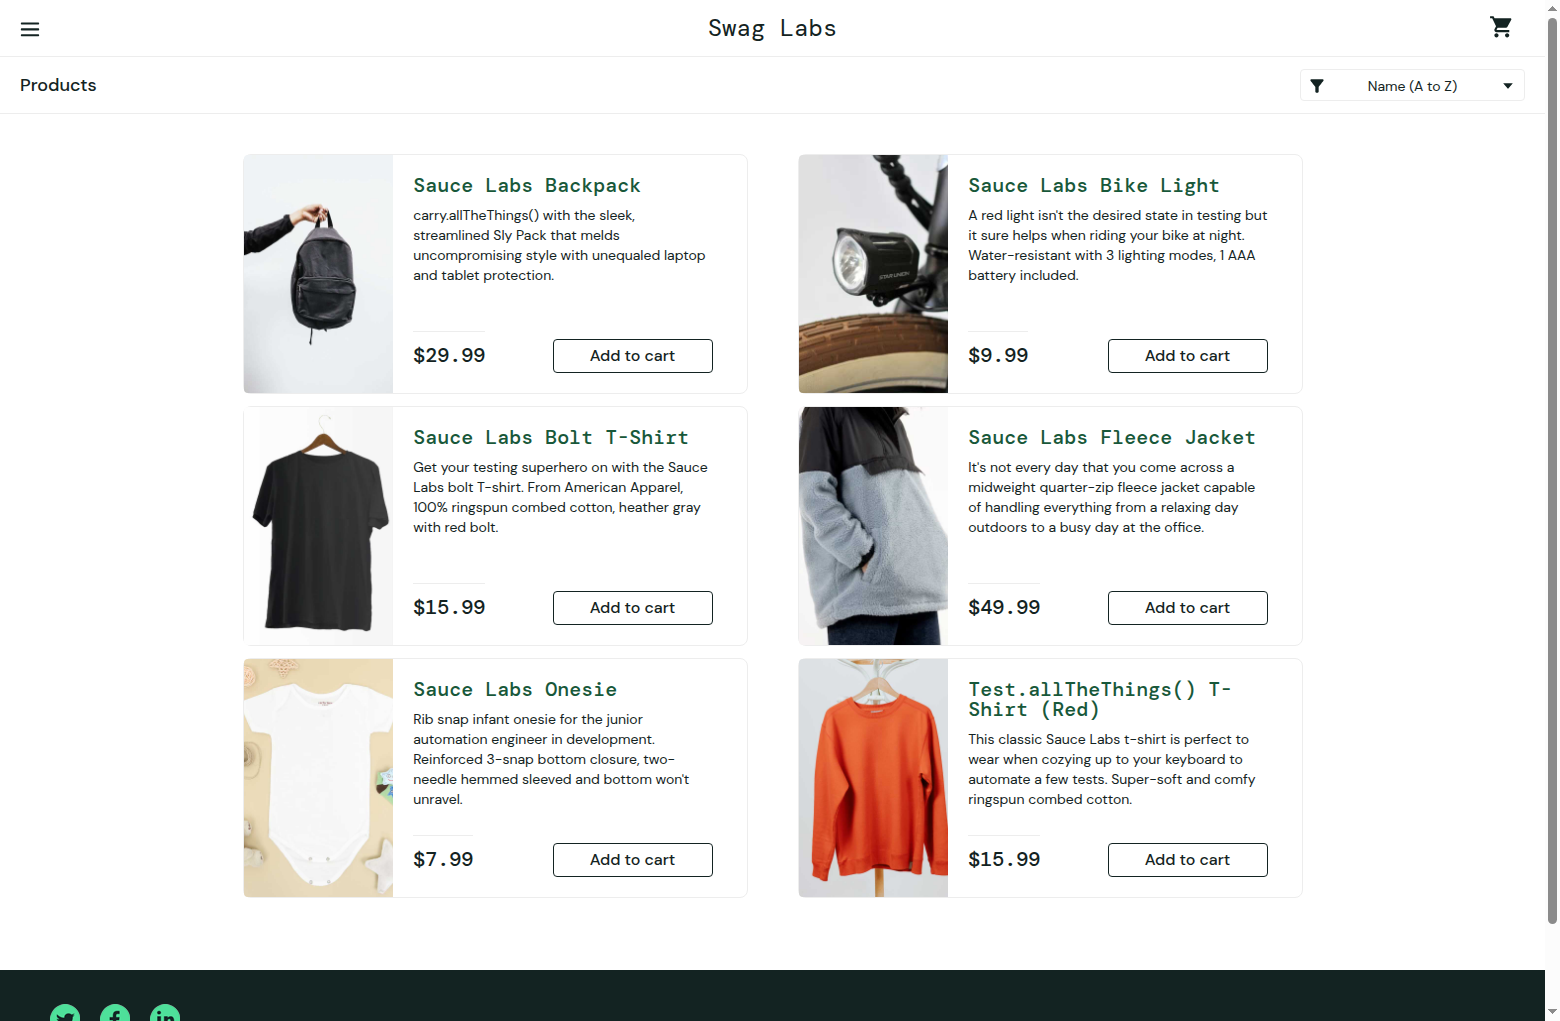 Swag Labs
Products
Name (A to Z)
Sauce Labs Backpack
carry.allTheThings() with the sleek,
streamlined Sly Pack that melds
uncompromising style with unequaled laptop
and tablet protection.
$29.99
Add to cart
Sauce Labs Bike Light
A red light isn't the desired state in testing but
it sure helps when riding your bike at night.
Water-resistant with 3 lighting modes, 1 AAA
battery included.
$9.99
Add to cart
STAR UNION
Sauce Labs Bolt T-Shirt
Get your testing superhero on with the Sauce
Labs bolt T-shirt. From American Apparel,
100% ringspun combed cotton, heather gray
with red bolt.
$15.99
Add to cart
Sauce Labs Fleece Jacket
It's not every day that you come across a
midweight quarter-zip fleece jacket capable
of handling everything from a relaxing day
outdoors to a busy day at the office.
$49.99
Add to cart
Sauce Labs Onesie
Rib snap infant onesie for the junior
automation engineer in development.
Reinforced 3-snap bottom closure, two-
needle hemmed sleeved and bottom won't
unravel.
$7.99
Add to cart
Test.allTheThings() T-
Shirt (Red)
This classic Sauce Labs t-shirt is perfect to
wear when cozying up to your keyboard to
automate a few tests. Super-soft and comfy
ringspun combed cotton.
$15.99
Add to cart